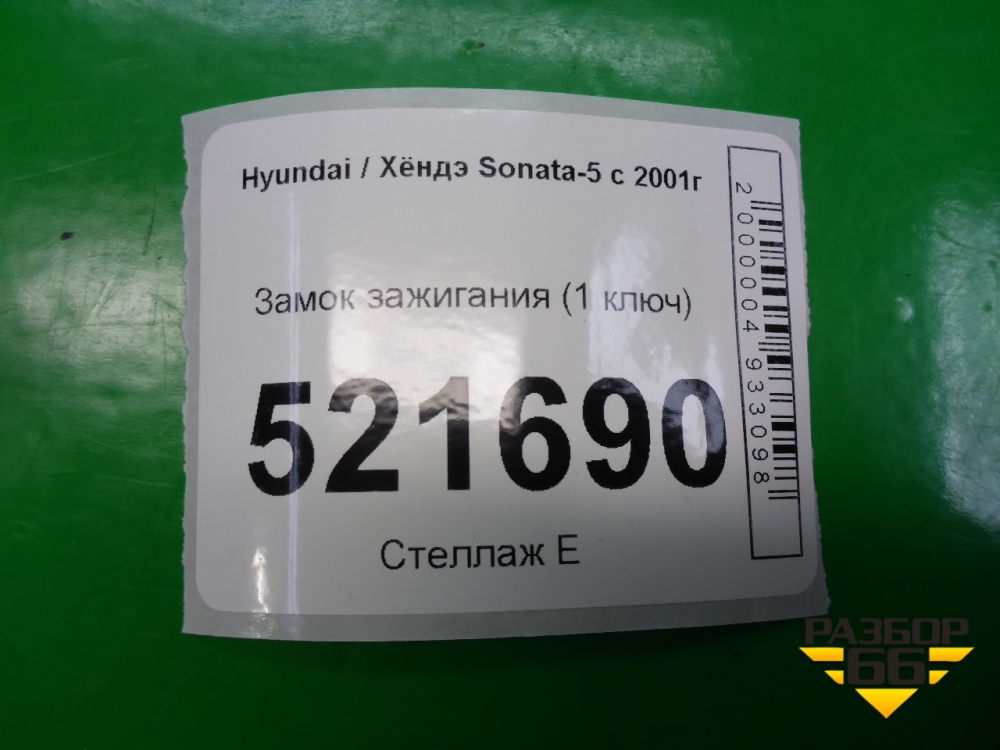 Hyundai / Хёндэ Sonata-5 с 2001г
Замок зажигания (1 ключ)
521690
Стеллаж Е
2000004933098
РАЗБОР
66